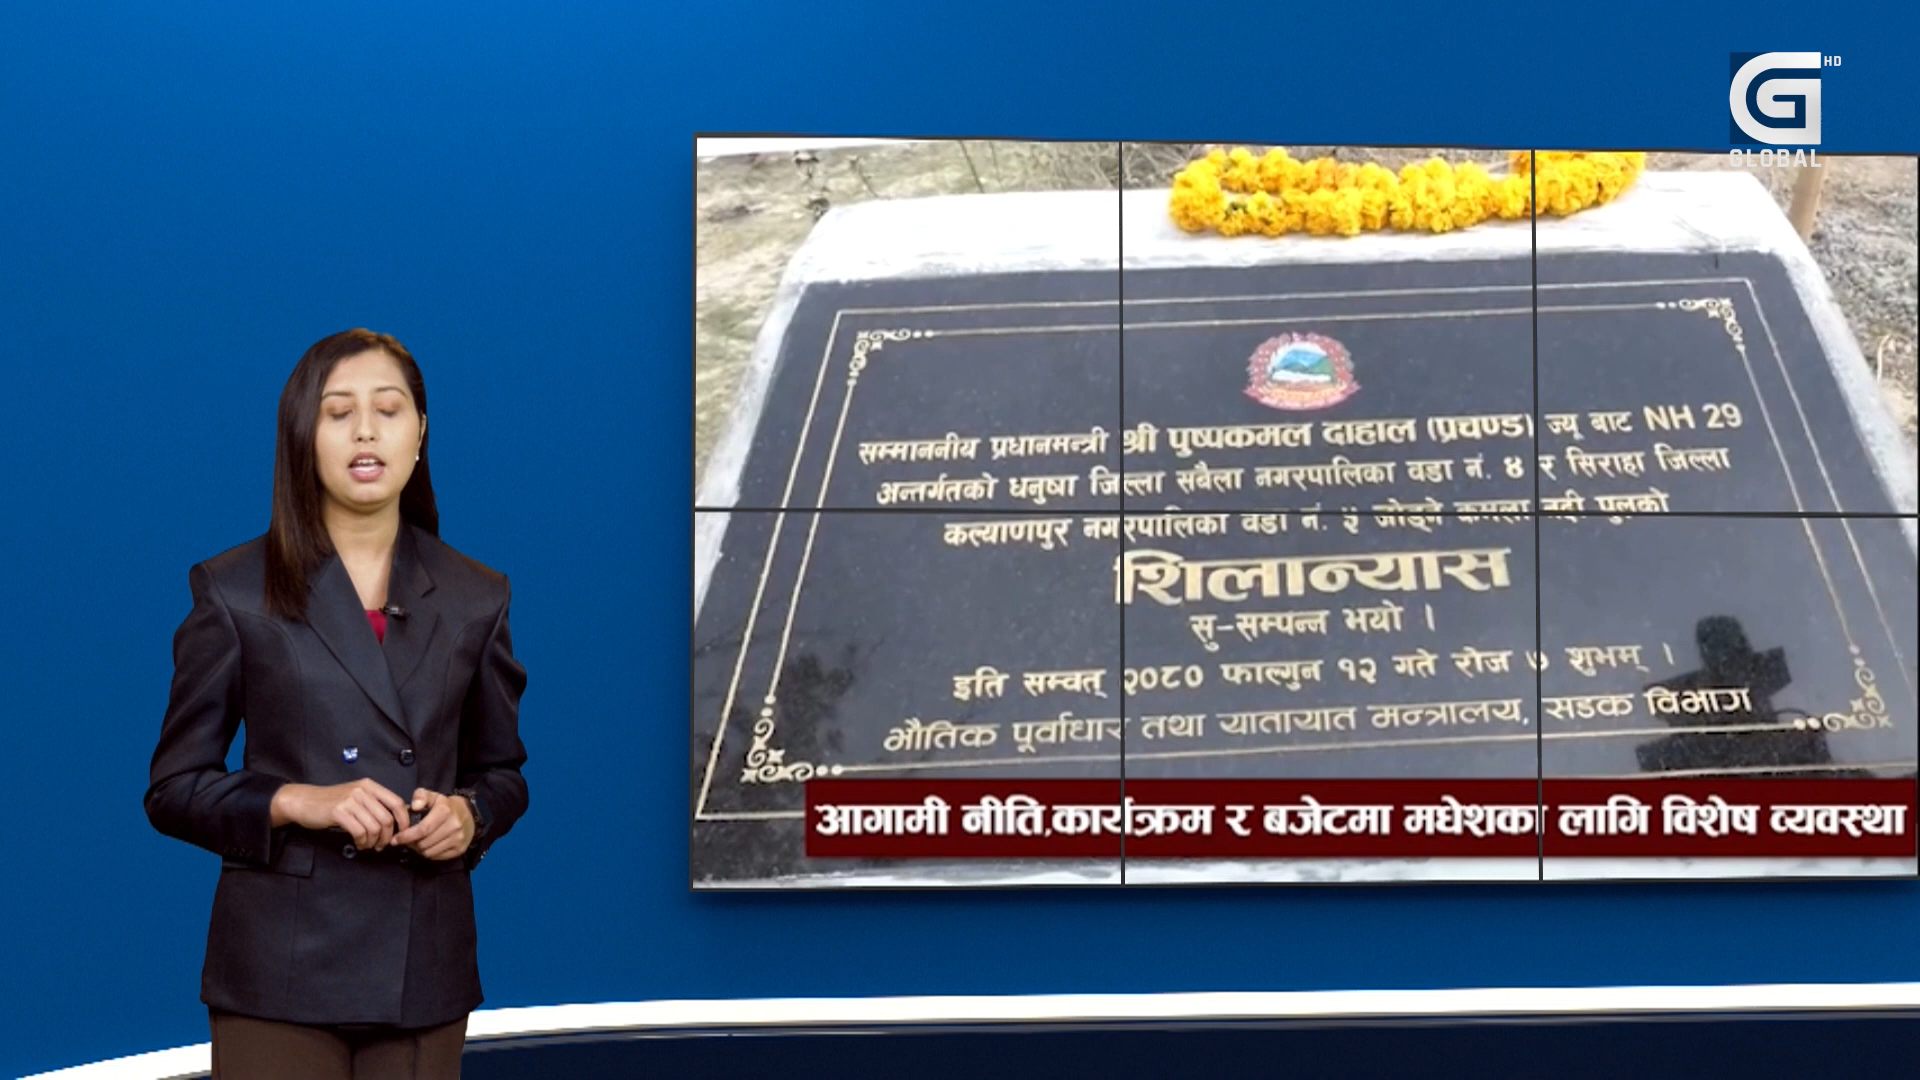 HD
GLOBAL
सम्माननीय प्रधानमन्त्री श्री पुष्पकमल दाहाल (प्रचण्ड) ज्यू बाट NH 29
अन्तर्गतको धनुषा जिल्ला सबैला नगरपालिका वडा नं. ४ र सिराहा जिल्ला
कल्याणपुर नगरपालिका वडा नं. ५ जोड्ने कमला नदी पुलको
शिलान्यास
सु-सम्पन्न भयो ।
इति सम्वत् २०८० फाल्गुन १२ गते रोज ७ शुभम् ।
भौतिक पूर्वाधार तथा यातायात मन्त्रालय, सडक विभाग
आगामी नीति,कार्यक्रम र बजेटमा मधेशका लागि विशेष व्यवस्था